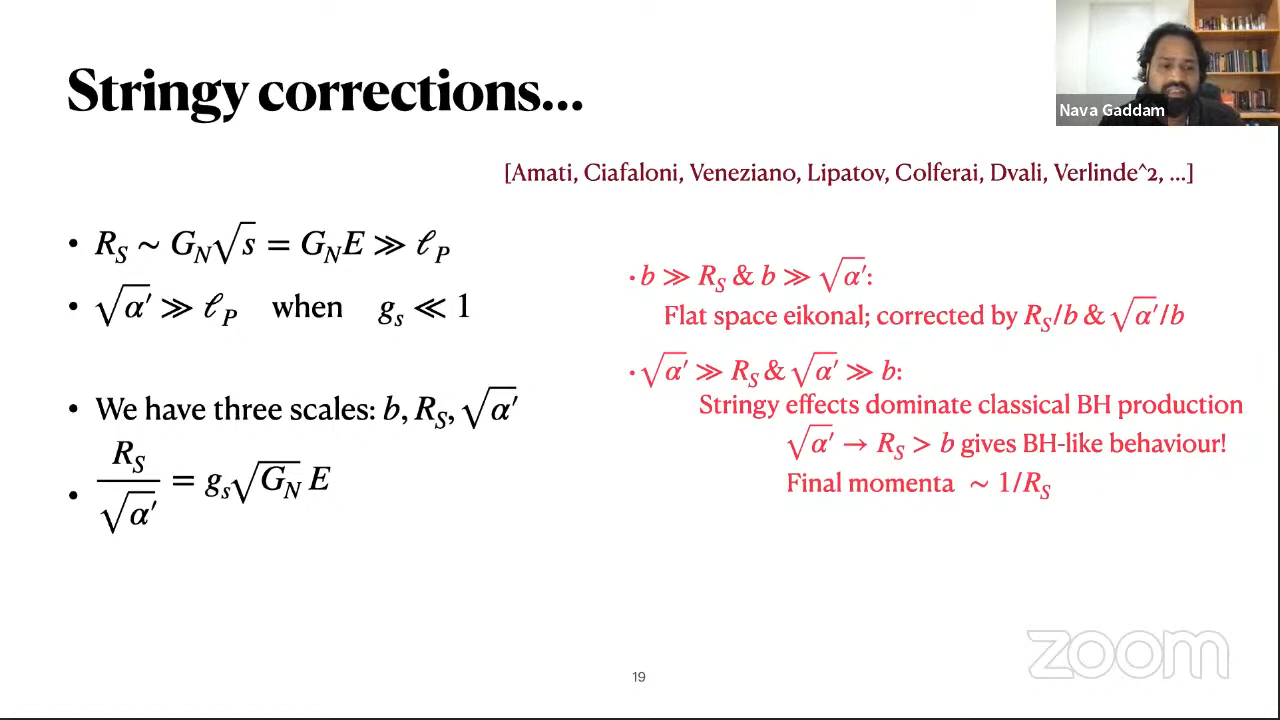 Stringy corrections...
Nava Gaddam
[Amati, Ciafaloni, Veneziano, Lipatov, Colferai, Dvali, Verlinde^2, ...]
• R_S ∼ G_N√s = G_N E ≫ ℓ_P
• √α′ ≫ ℓ_P when g_s ≪ 1
• We have three scales: b, R_S, √α′
• R_S/√α′ = g_s√G_N E
• b ≫ R_S & b ≫ √α′:
Flat space eikonal; corrected by R_S/b & √α′/b
• √α′ ≫ R_S & √α′ ≫ b:
Stringy effects dominate classical BH production
√α′ → R_S > b gives BH-like behaviour!
Final momenta ∼ 1/R_S
zoom
19